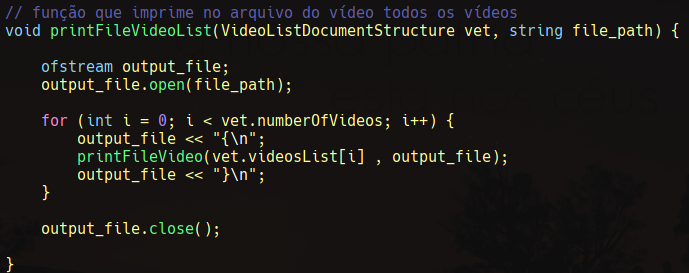 // função que imprime no arquivo do vídeo todos os vídeos
void printFileVideoList(VideoListDocumentStructure vet, string file_path) {
ofstream output_file;
output_file.open(file_path);
for (int i = 0; i < vet.numberOfVideos; i++) {
output_file << "{\n";
printFileVideo(vet.videosList[i] , output_file);
output_file << "}\n";
}
output_file.close();
}